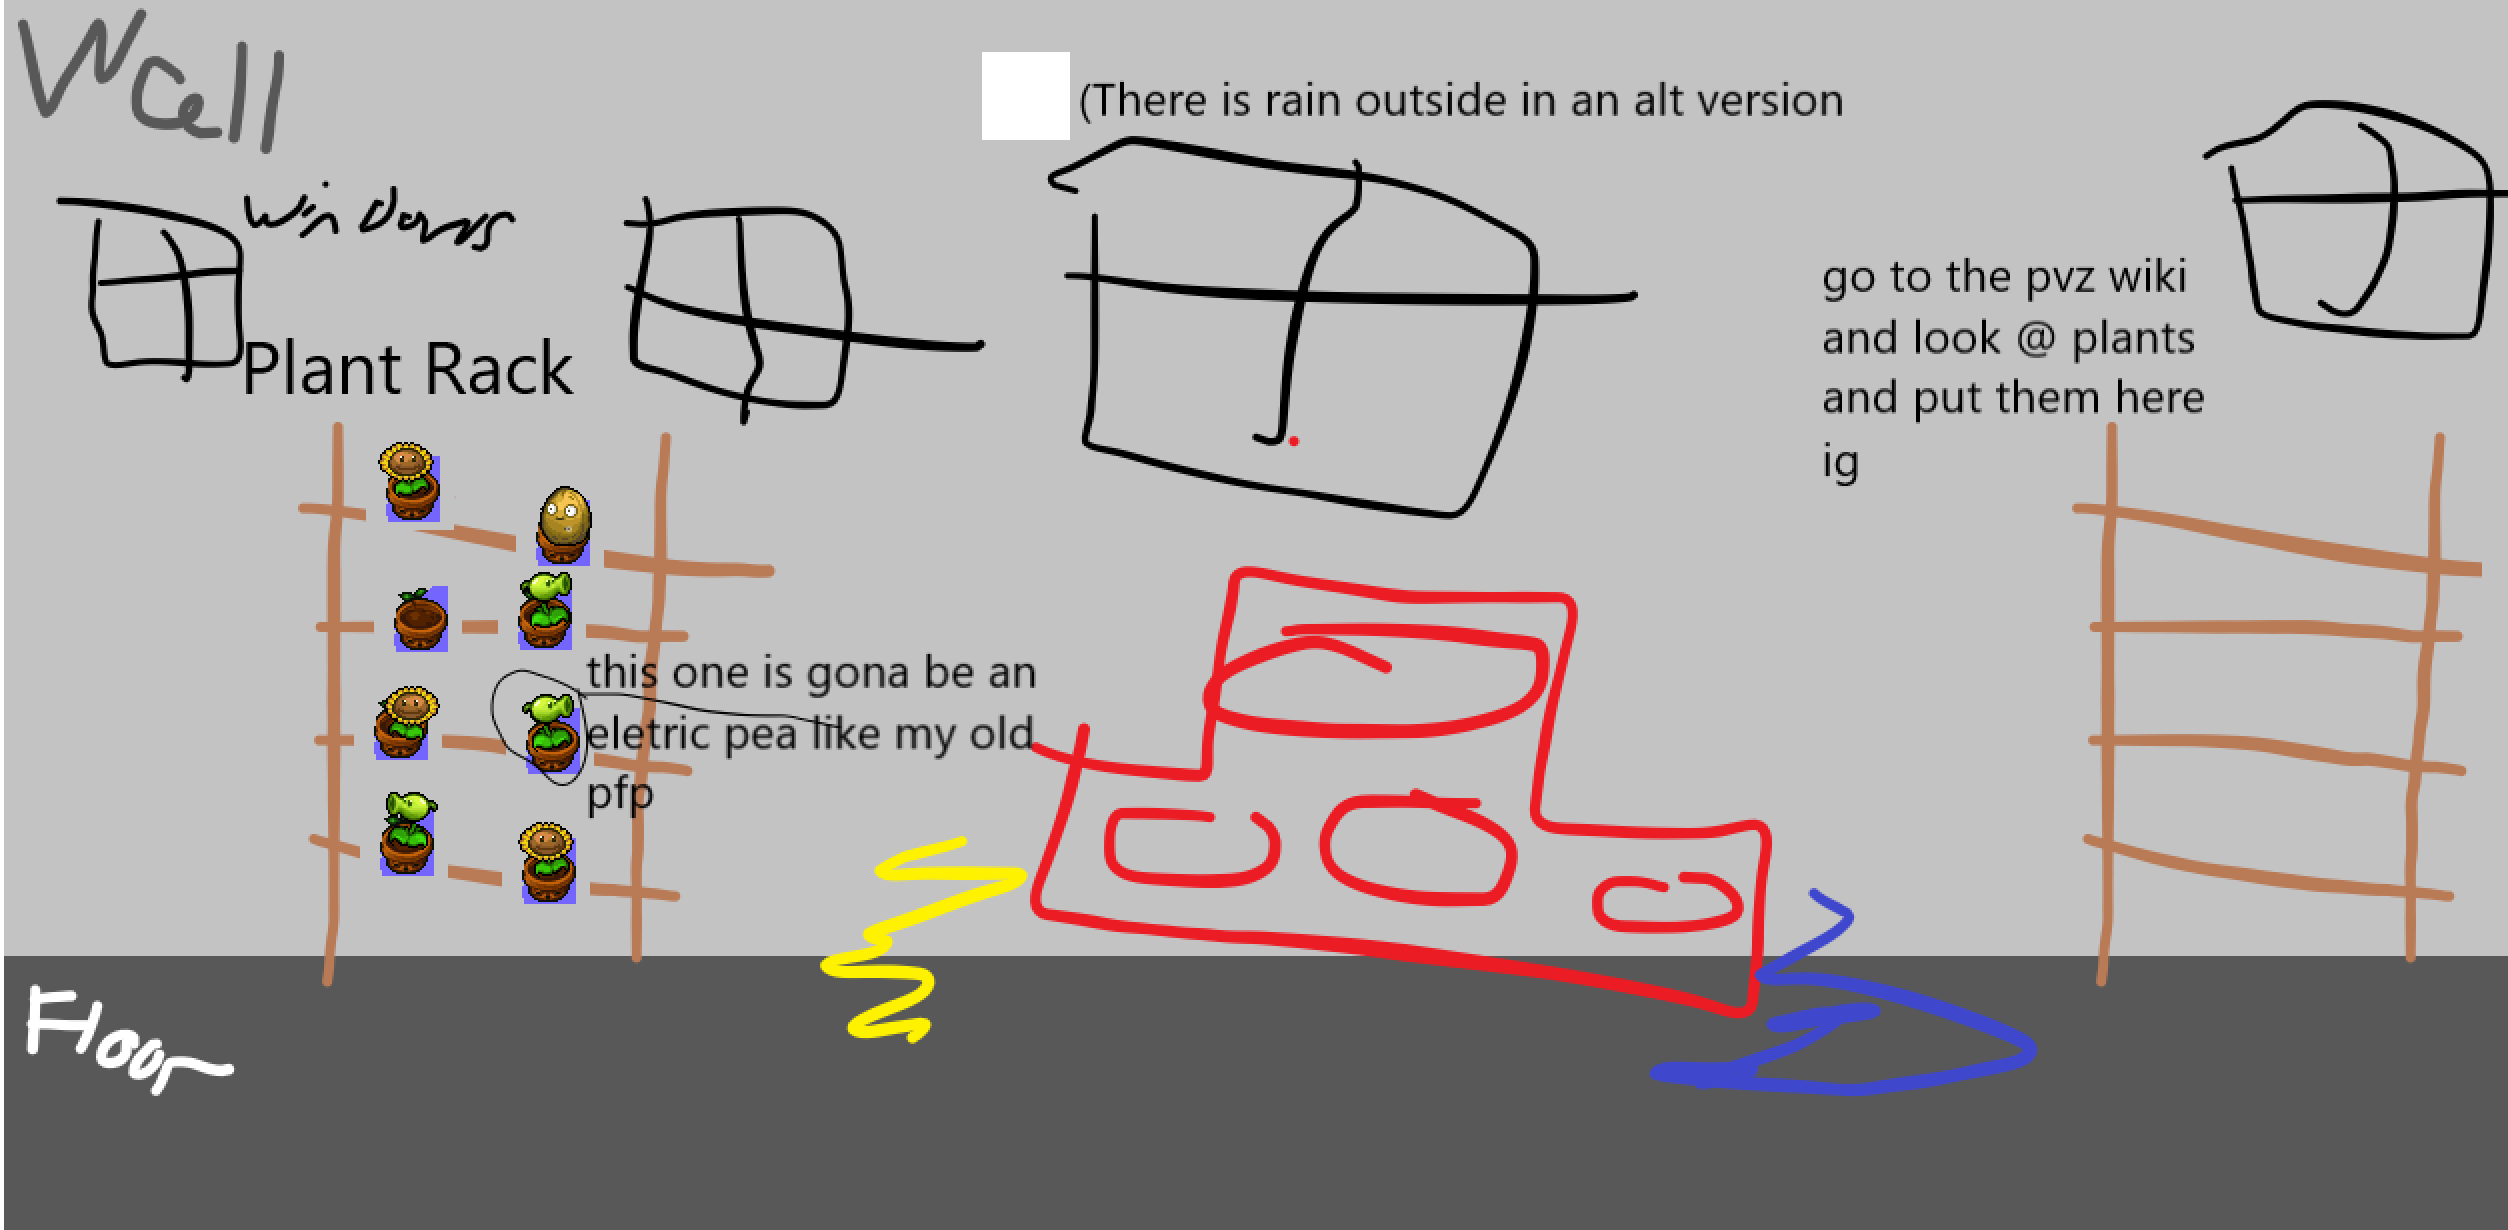 Wall
(There is rain outside in an alt version
Windows
Plant Rack
go to the pvz wiki
and look @ plants
and put them here
ig
this one is gona be an
eletric pea like my old
pfp
Floor